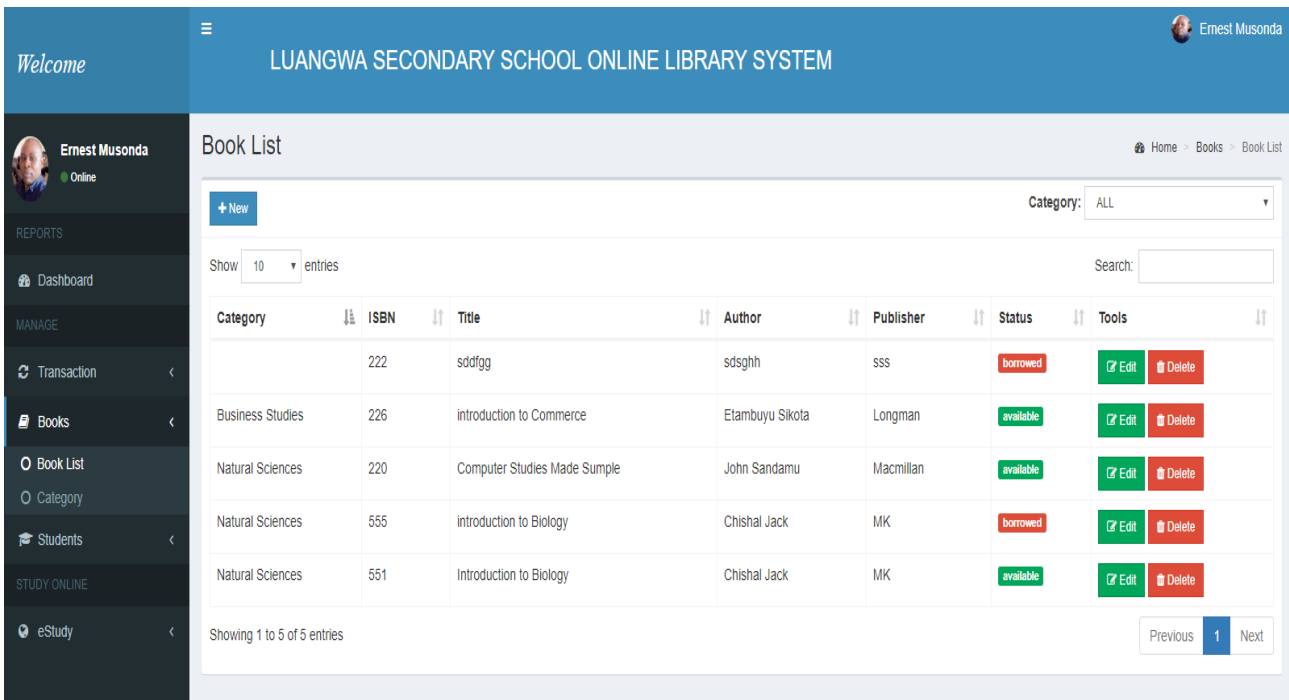 Welcome
LUANGWA SECONDARY SCHOOL ONLINE LIBRARY SYSTEM
Ernest Musonda
Ernest Musonda
Online
REPORTS
Dashboard
MANAGE
Transaction
Books
Book List
Category
Students
STUDY ONLINE
eStudy
Book List
Home > Books > Book List
New
Category: ALL
Show 10 entries
Search:
Category ISBN Title Author Publisher Status Tools
222 sddfgg sdsghh sss borrowed Edit Delete
Business Studies 226 introduction to Commerce Etambuyu Sikota Longman available Edit Delete
Natural Sciences 220 Computer Studies Made Sumple John Sandamu Macmillan available Edit Delete
Natural Sciences 555 introduction to Biology Chishal Jack MK borrowed Edit Delete
Natural Sciences 551 Introduction to Biology Chishal Jack MK available Edit Delete
Showing 1 to 5 of 5 entries
Previous 1 Next